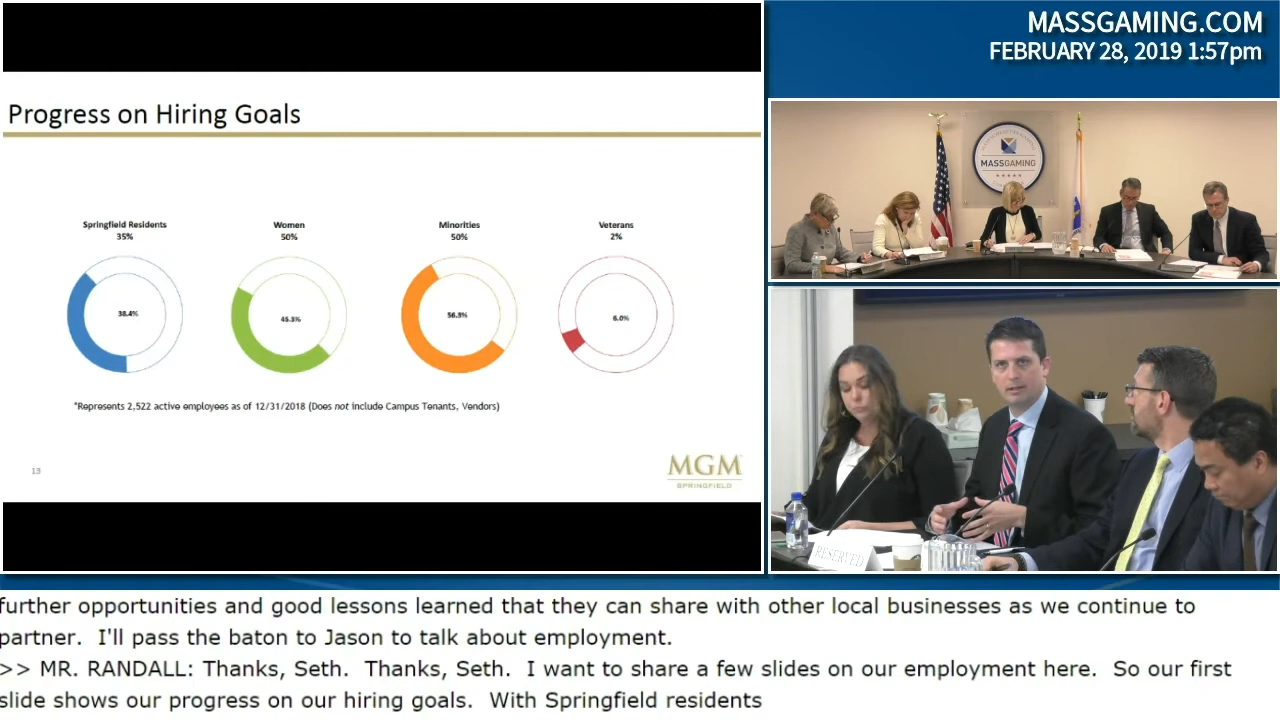 MASSGAMING.COM
FEBRUARY 28, 2019 1:57pm
Progress on Hiring Goals
Springfield Residents
35%
38.4%
Women
50%
45.3%
Minorities
50%
56.5%
Veterans
2%
6.0%
*Represents 2,522 active employees as of 12/31/2018 (Does not include Campus Tenants, Vendors)
13
MGM
SPRINGFIELD
MASSGAMING
RESERVED
further opportunities and good lessons learned that they can share with other local businesses as we continue to
partner.  I'll pass the baton to Jason to talk about employment.
>> MR. RANDALL: Thanks, Seth.  Thanks, Seth.  I want to share a few slides on our employment here.  So our first
slide shows our progress on our hiring goals.  With Springfield residents